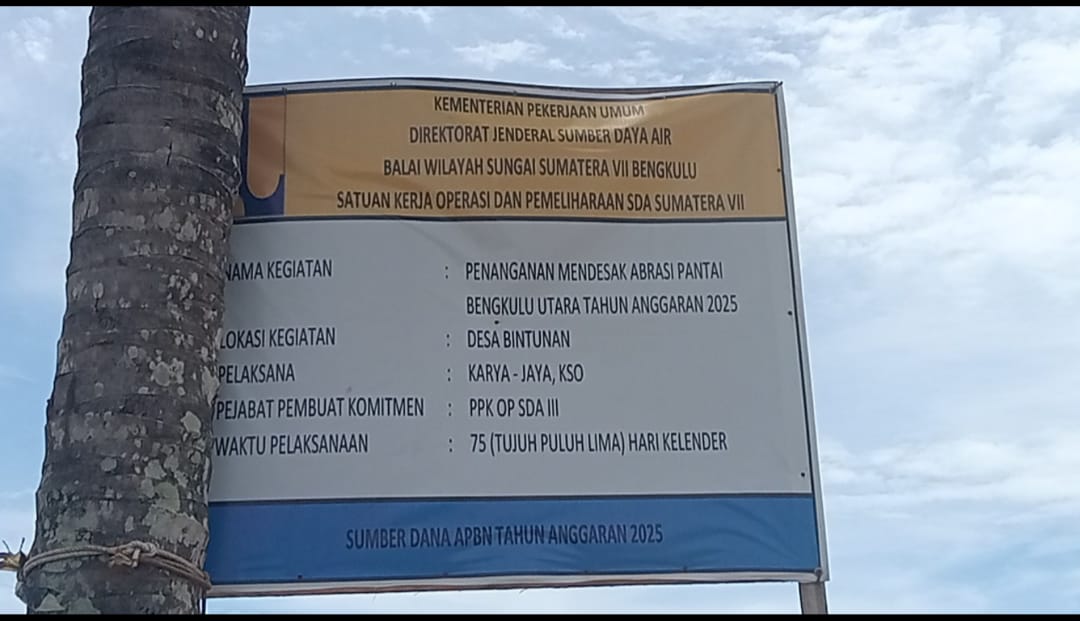 KEMENTERIAN PEKERJAAN UMUM
DIREKTORAT JENDERAL SUMBER DAYA AIR
BALAI WILAYAH SUNGAI SUMATERA VII BENGKULU
SATUAN KERJA OPERASI DAN PEMELIHARAAN SDA SUMATERA VII
NAMA KEGIATAN : PENANGANAN MENDESAK ABRASI PANTAI
BENGKULU UTARA TAHUN ANGGARAN 2025
LOKASI KEGIATAN : DESA BINTUNAN
PELAKSANA : KARYA - JAYA, KSO
PEJABAT PEMBUAT KOMITMEN : PPK OP SDA III
WAKTU PELAKSANAAN : 75 (TUJUH PULUH LIMA) HARI KELENDER
SUMBER DANA APBN TAHUN ANGGARAN 2025